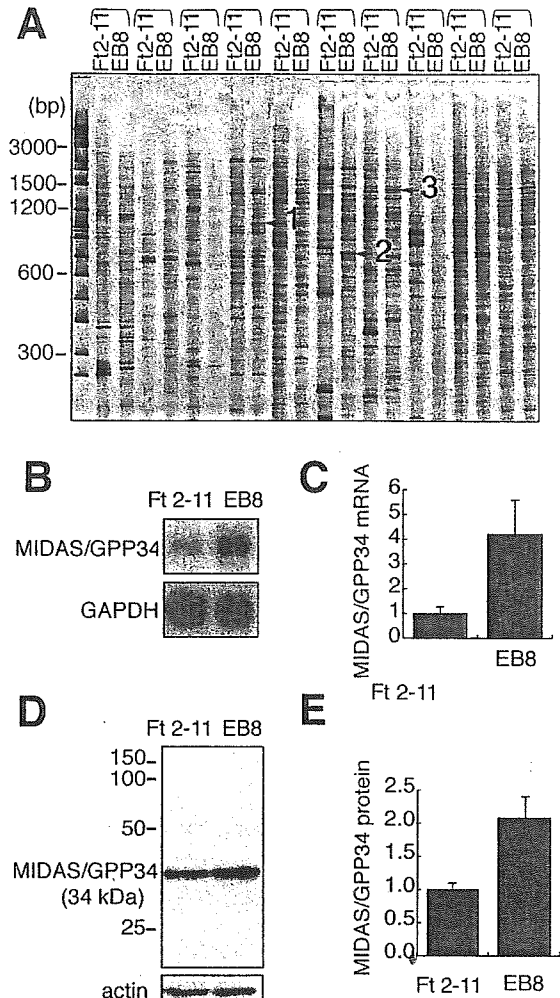 A
Ft2-11 EB8 Ft2-11 EB8 Ft2-11 EB8 Ft2-11 EB8 Ft2-11 EB8 Ft2-11 EB8 Ft2-11 EB8 Ft2-11 EB8 Ft2-11 EB8 Ft2-11 EB8
(bp)
3000-
1500-
1200-
600-
300-
1
2
3
B
Ft 2-11 EB8
MIDAS/GPP34
GAPDH
C
MIDAS/GPP34 mRNA
6
5
4
3
2
1
0
EB8
Ft 2-11
D
Ft 2-11 EB8
150-
100-
50-
MIDAS/GPP34
(34 kDa)
25-
actin
E
MIDAS/GPP34 protein
2.5
2.0
1.5
1.0
0.5
0.0
Ft 2-11 EB8